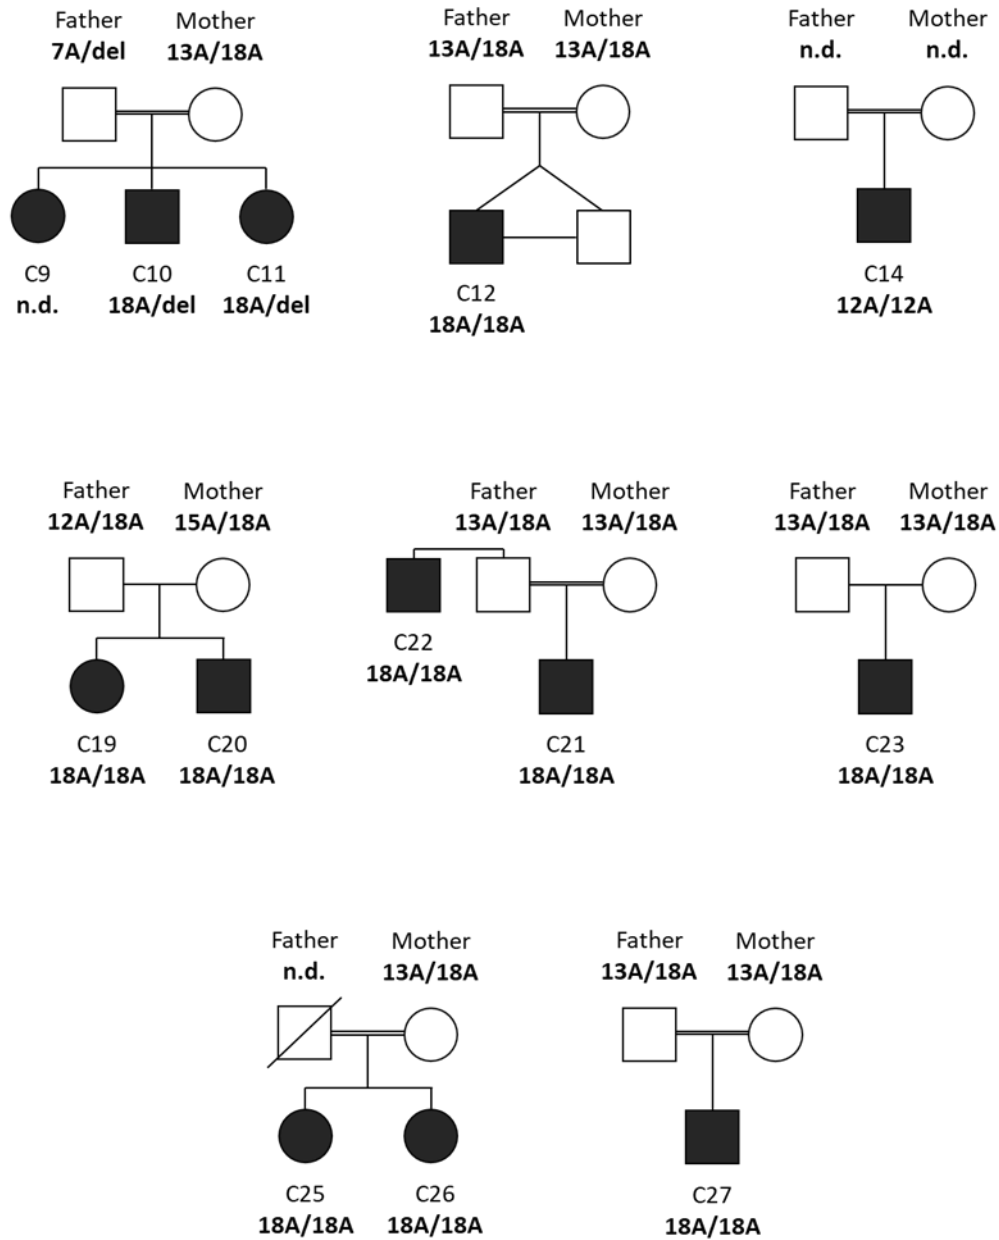 Father Mother
7A/del 13A/18A
C9 C10 C11
n.d. 18A/del 18A/del
Father Mother
13A/18A 13A/18A
C12
18A/18A
Father Mother
n.d. n.d.
C14
12A/12A
Father Mother
12A/18A 15A/18A
C19 C20
18A/18A 18A/18A
Father Mother
13A/18A 13A/18A
C22
18A/18A
C21
18A/18A
Father Mother
13A/18A 13A/18A
C23
18A/18A
Father Mother
n.d. 13A/18A
C25 C26
18A/18A 18A/18A
Father Mother
13A/18A 13A/18A
C27
18A/18A